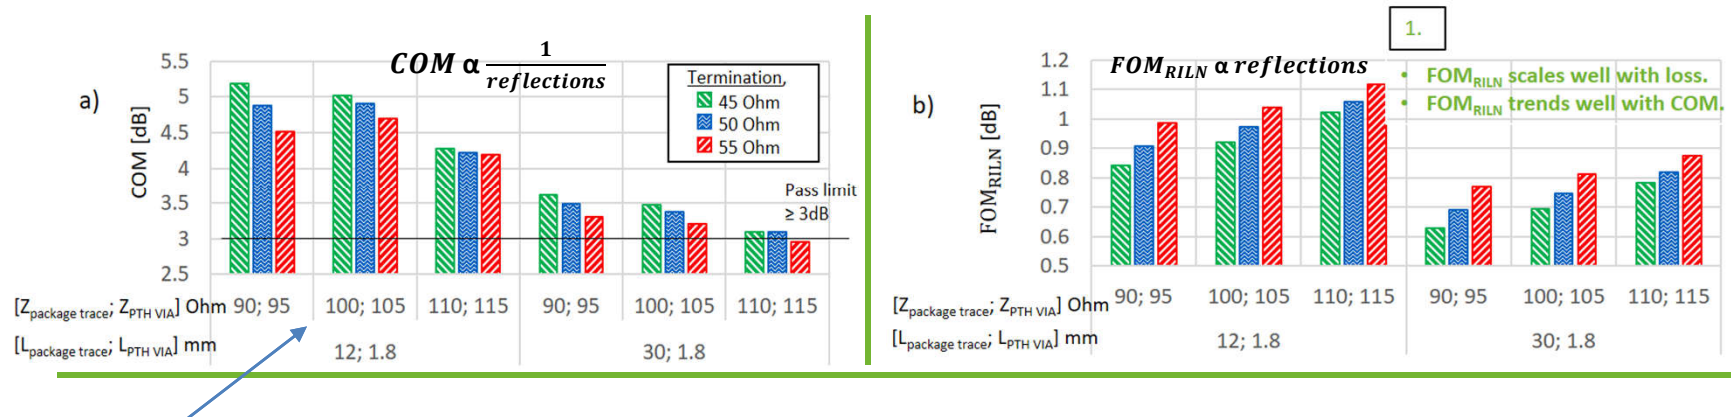 1.
a)
COM α 1/reflections
5.5
5
4.5
4
3.5
3
2.5
COM [dB]
Termination,
45 Ohm
50 Ohm
55 Ohm
Pass limit
≥ 3dB
[Zpackage trace; ZPTH VIA] Ohm 90; 95 100; 105 110; 115 90; 95 100; 105 110; 115
[Lpackage trace; LPTH VIA] mm 12; 1.8 30; 1.8
b)
FOMRILN α reflections
• FOMRILN scales well with loss.
• FOMRILN trends well with COM.
1.2
1.1
1
0.9
0.8
0.7
0.6
0.5
FOMRILN [dB]
[Zpackage trace; ZPTH VIA] Ohm 90; 95 100; 105 110; 115 90; 95 100; 105 110; 115
[Lpackage trace; LPTH VIA] mm 12; 1.8 30; 1.8